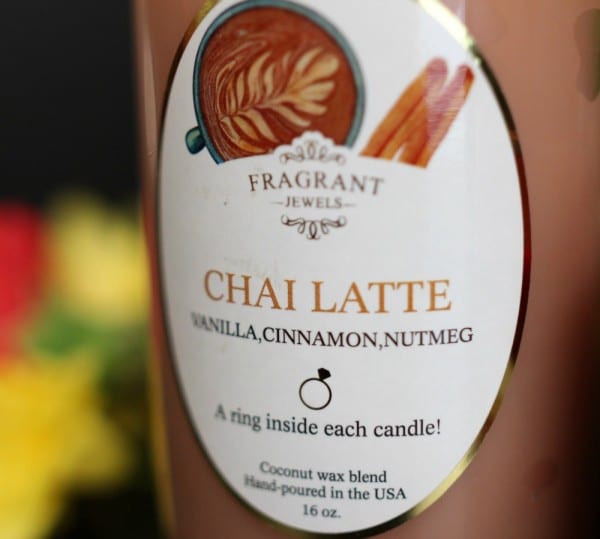 FRAGRANT
JEWELS
CHAI LATTE
VANILLA,CINNAMON,NUTMEG
A ring inside each candle!
Coconut wax blend
Hand-poured in the USA
16 oz.